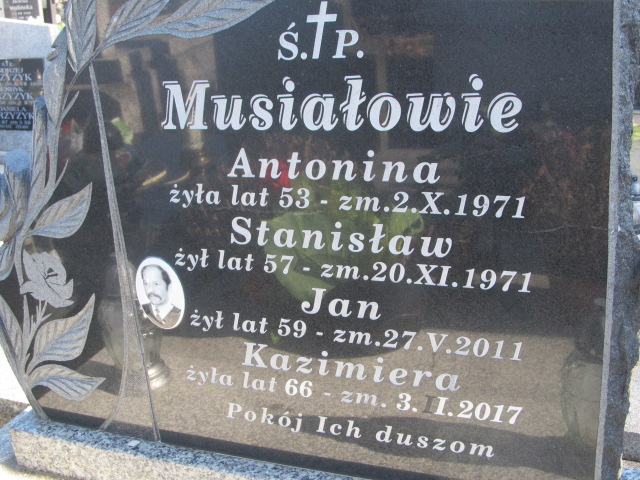 Ś. P.
Musiałowie
Antonina
żyła lat 53 - zm.2.X.1971
Stanisław
żył lat 57 - zm.20.XI.1971
Jan
żył lat 59 - zm.27.V.2011
Kazimiera
żyła lat 66 - zm. 3.II.2017
Pokój Ich duszom